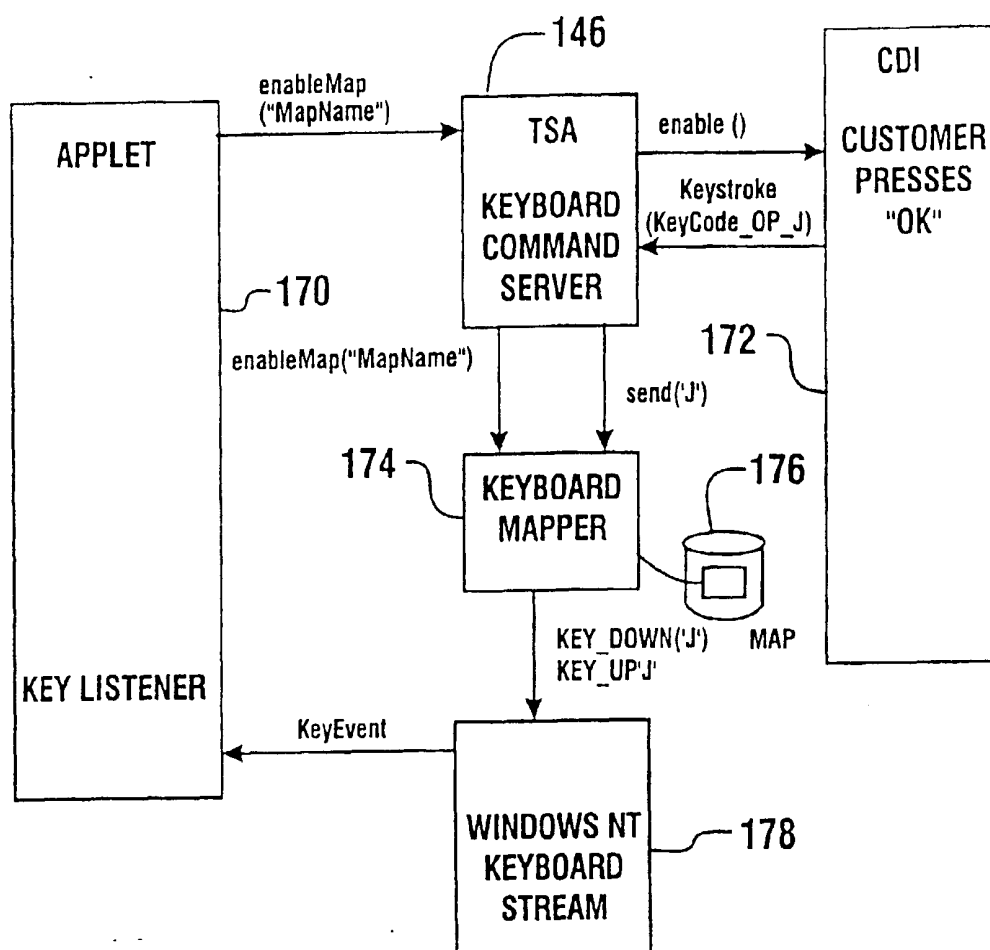 146
enableMap
("MapName")
APPLET
TSA
KEYBOARD
COMMAND
SERVER
enable ()
Keystroke
(KeyCode_OP_J)
CDI
CUSTOMER
PRESSES
"OK"
170
172
enableMap("MapName")
send('J')
174
KEYBOARD
MAPPER
176
KEY_DOWN('J')
KEY_UP'J'
MAP
KEY LISTENER
KeyEvent
WINDOWS NT
KEYBOARD
STREAM
178